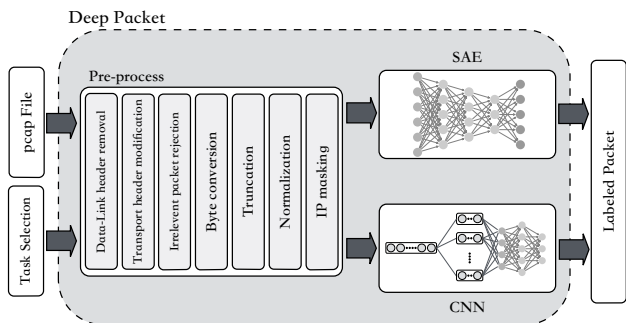 Deep Packet
pcap File
Task Selection
Pre-process
Data-Link header removal
Transport header modification
Irrelevent packet rejection
Byte conversion
Truncation
Normalization
IP masking
SAE
CNN
Labeled Packet